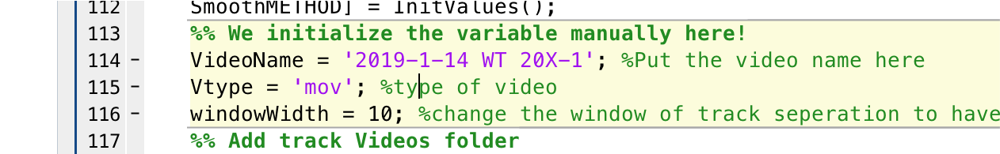 112 SmoothMETHOD] = InitValues();
113 %% We initialize the variable manually here!
114 - VideoName = '2019-1-14 WT 20X-1'; %Put the video name here
115 - Vtype = 'mov'; %type of video
116 - windowWidth = 10; %change the window of track seperation to have
117 %% Add track Videos folder